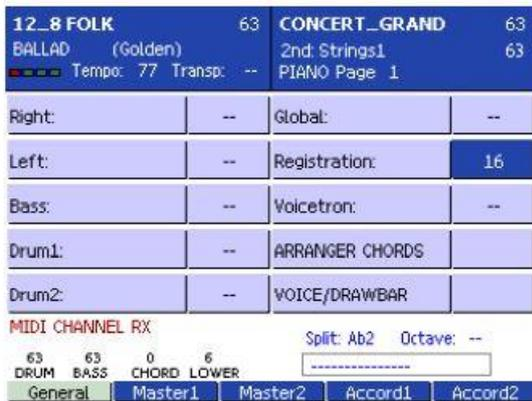 12_8 FOLK 63 CONCERT_GRAND 63
BALLAD (Golden) 2nd: Strings1 63
Tempo: 77 Transp: -- PIANO Page 1
Right: -- Global: --
Left: -- Registration: 16
Bass: -- Voicetron: --
Drum1: -- ARRANGER CHORDS
Drum2: -- VOICE/DRAWBAR
MIDI CHANNEL RX
Split: Ab2 Octave: --
63 63 0 6
DRUM BASS CHORD LOWER
---------------
General Master1 Master2 Accord1 Accord2